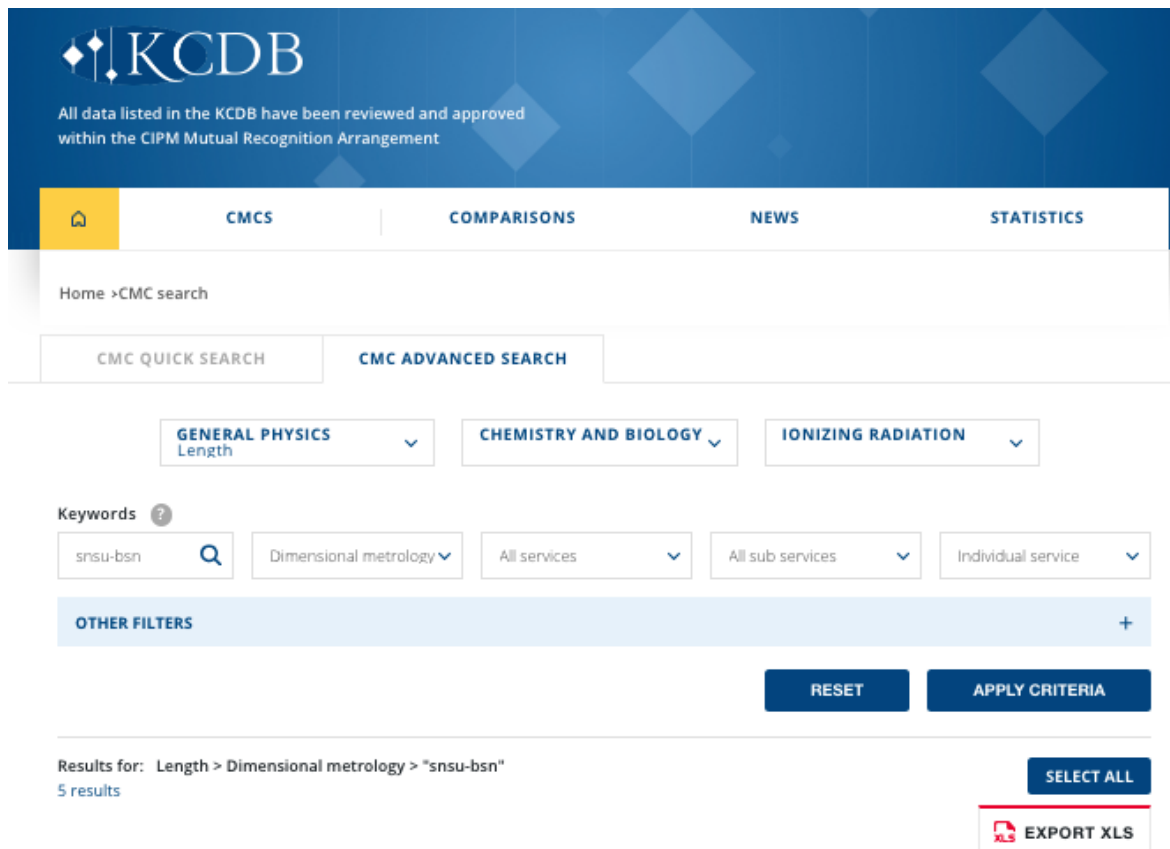 KCDB
All data listed in the KCDB have been reviewed and approved
within the CIPM Mutual Recognition Arrangement
CMCS
COMPARISONS
NEWS
STATISTICS
Home >CMC search
CMC QUICK SEARCH
CMC ADVANCED SEARCH
GENERAL PHYSICS
Length
CHEMISTRY AND BIOLOGY
IONIZING RADIATION
Keywords ?
snsu-bsn
Dimensional metrology
All services
All sub services
Individual service
OTHER FILTERS +
RESET
APPLY CRITERIA
Results for: Length > Dimensional metrology > "snsu-bsn"
5 results
SELECT ALL
XLS EXPORT XLS